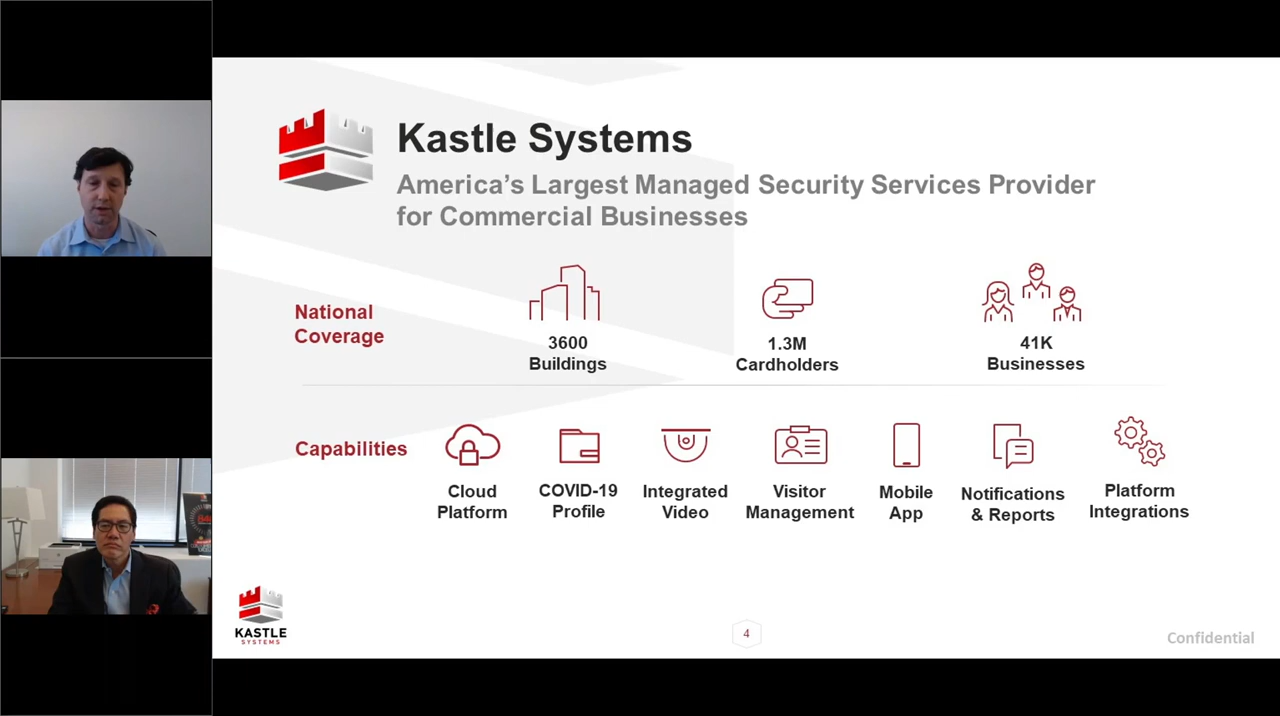 Kastle Systems
America's Largest Managed Security Services Provider
for Commercial Businesses
National
Coverage
3600
Buildings
1.3M
Cardholders
41K
Businesses
Capabilities
Cloud
Platform
COVID-19
Profile
Integrated
Video
Visitor
Management
Mobile
App
Notifications
& Reports
Platform
Integrations
KASTLE
SYSTEMS
4
Confidential